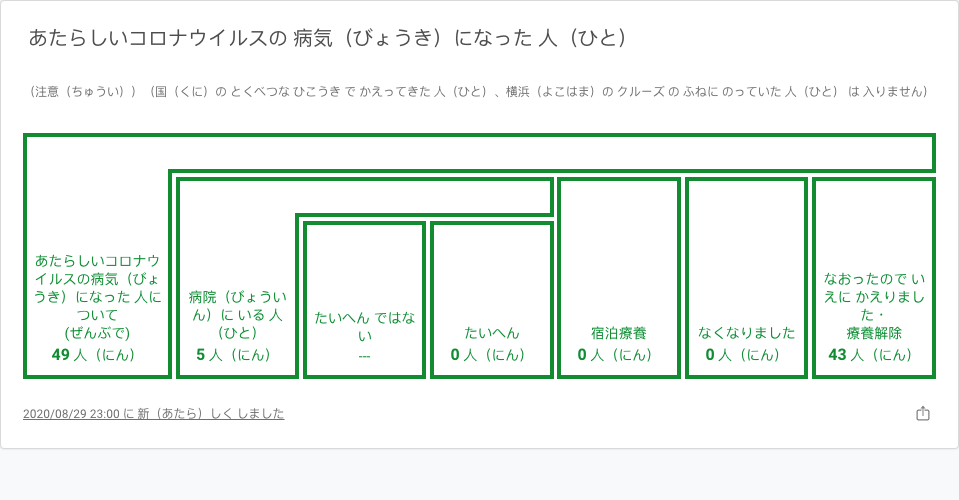 あたらしいコロナウイルスの 病気（びょうき）になった 人（ひと）
（注意（ちゅうい））（国（くに）の とくべつな ひこうき で かえってきた 人（ひと）、横浜（よこはま）の クルーズ の ふねに のっていた 人（ひと） は 入りません）
あたらしいコロナウ
イルスの病気（びょ
うき）になった 人に
ついて
(ぜんぶで)
49 人（にん）
病院（びょういん
ん）に いる 人
（ひと）
5 人（にん）
たいへん ではな
い
---
たいへん
0 人（にん）
宿泊療養
0 人（にん）
なくなりました
0 人（にん）
なおったので い
えに かえりまし
た・
療養解除
43 人（にん）
2020/08/29 23:00 に 新（あたら）しく しました